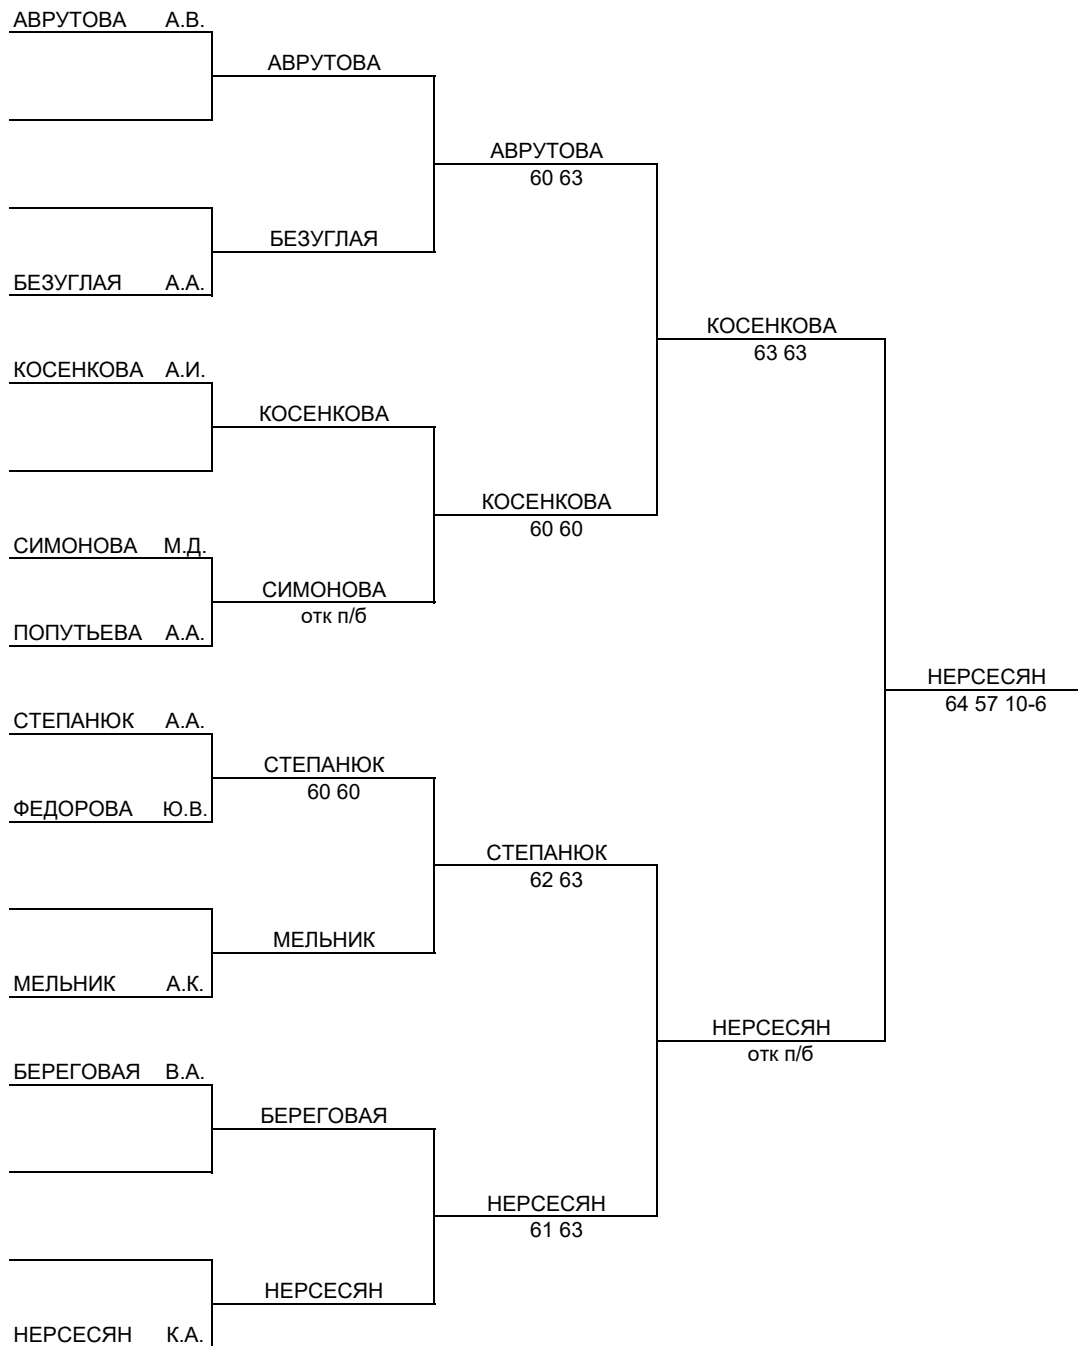 АВРУТОВА А.В.
АВРУТОВА
АВРУТОВА
60 63
БЕЗУГЛАЯ
БЕЗУГЛАЯ А.А.
КОСЕНКОВА
63 63
КОСЕНКОВА А.И.
КОСЕНКОВА
КОСЕНКОВА
60 60
СИМОНОВА М.Д.
СИМОНОВА
отк п/б
ПОПУТЬЕВА А.А.
НЕРСЕСЯН
64 57 10-6
СТЕПАНЮК А.А.
СТЕПАНЮК
60 60
ФЕДОРОВА Ю.В.
СТЕПАНЮК
62 63
МЕЛЬНИК
МЕЛЬНИК А.К.
НЕРСЕСЯН
отк п/б
БЕРЕГОВАЯ В.А.
БЕРЕГОВАЯ
НЕРСЕСЯН
61 63
НЕРСЕСЯН
НЕРСЕСЯН К.А.